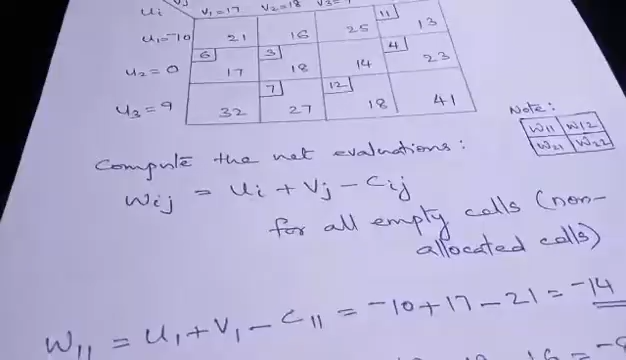 ui vj v1=17 v2=18 v3=
u1=-10 21 16 25 11 13
u2=0 6 17 3 18 14 4 23
u3=9 32 7 27 12 18 41
Note:
w11 w12
w21 w22
Compute the net evaluations:
wij = ui + vj - cij
for all empty cells (non-
allocated cells)
w11 = u1 + v1 - c11 = -10+17-21 = -14
16 =